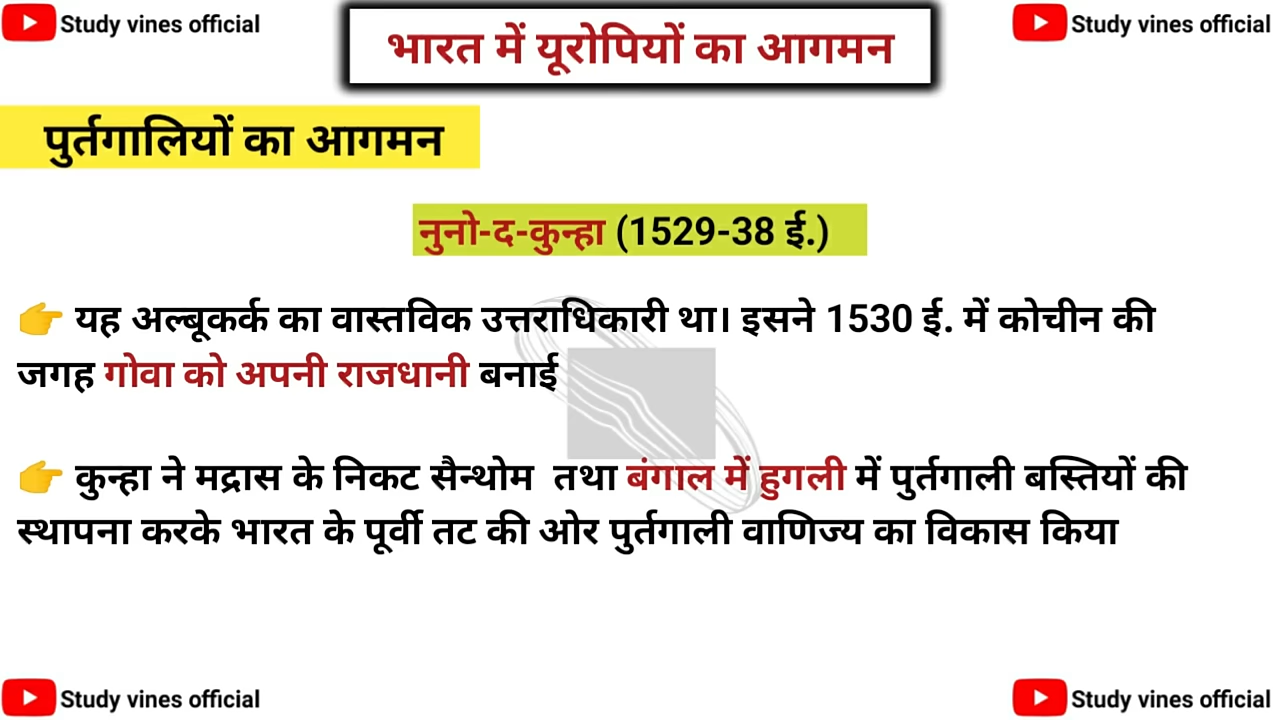 Study vines official
भारत में यूरोपियों का आगमन
Study vines official
पुर्तगालियों का आगमन
नुनो-द-कुन्हा (1529-38 ई.)
👉 यह अल्बूकर्क का वास्तविक उत्तराधिकारी था। इसने 1530 ई. में कोचीन की
जगह गोवा को अपनी राजधानी बनाई
👉 कुन्हा ने मद्रास के निकट सैन्थोम तथा बंगाल में हुगली में पुर्तगाली बस्तियों की
स्थापना करके भारत के पूर्वी तट की ओर पुर्तगाली वाणिज्य का विकास किया
Study vines official
Study vines official